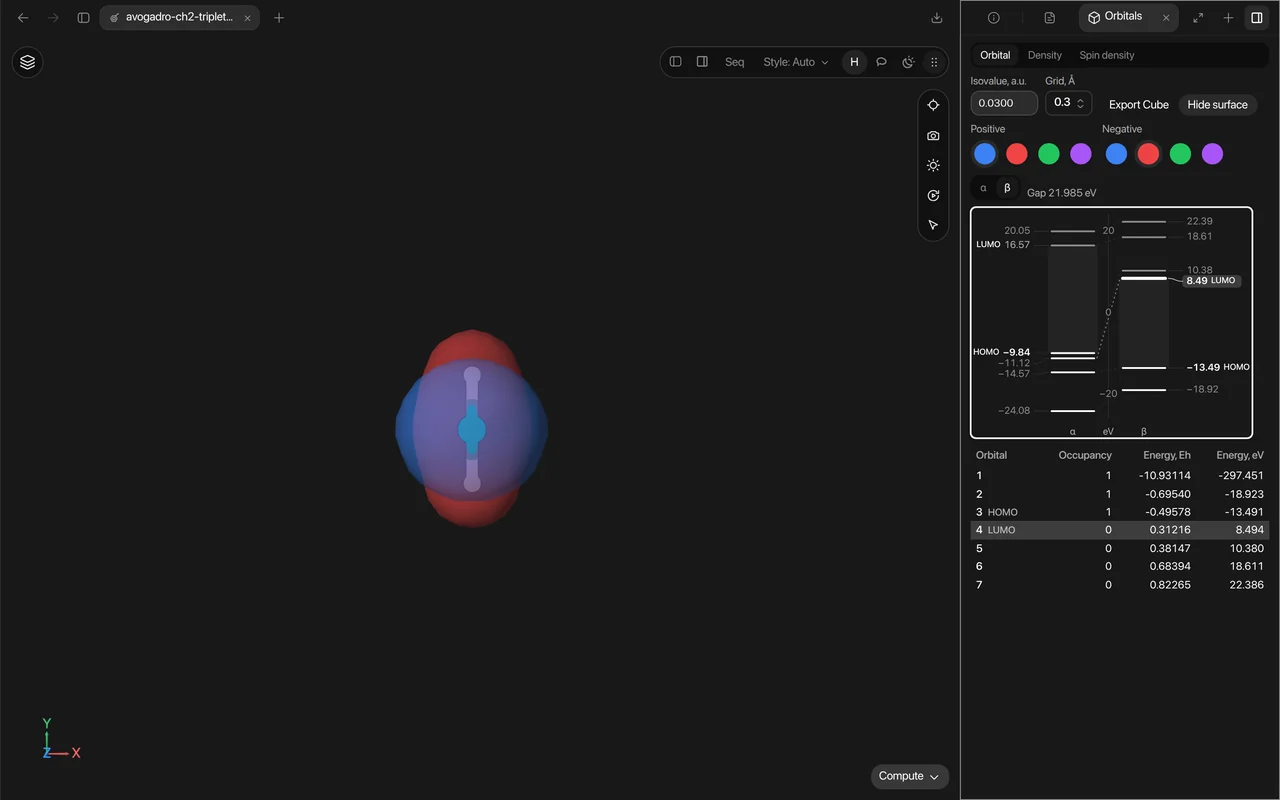 avogadro-ch2-triplet...
Orbitals
Seq Style: Auto H
Orbital Density Spin density
Isovalue, a.u. Grid, Å
0.0300 0.3 Export Cube Hide surface
Positive Negative
α β Gap 21.985 eV
20.05 20 22.39
LUMO 16.57 18.61
10.38
8.49 LUMO
0
HOMO −9.84
−11.12
−14.57 −13.49 HOMO
−20 −18.92
−24.08
α eV β
Orbital Occupancy Energy, Eh Energy, eV
1 1 -10.93114 -297.451
2 1 -0.69540 -18.923
3 HOMO 1 -0.49578 -13.491
4 LUMO 0 0.31216 8.494
5 0 0.38147 10.380
6 0 0.68394 18.611
7 0 0.82265 22.386
Y
Z X
Compute